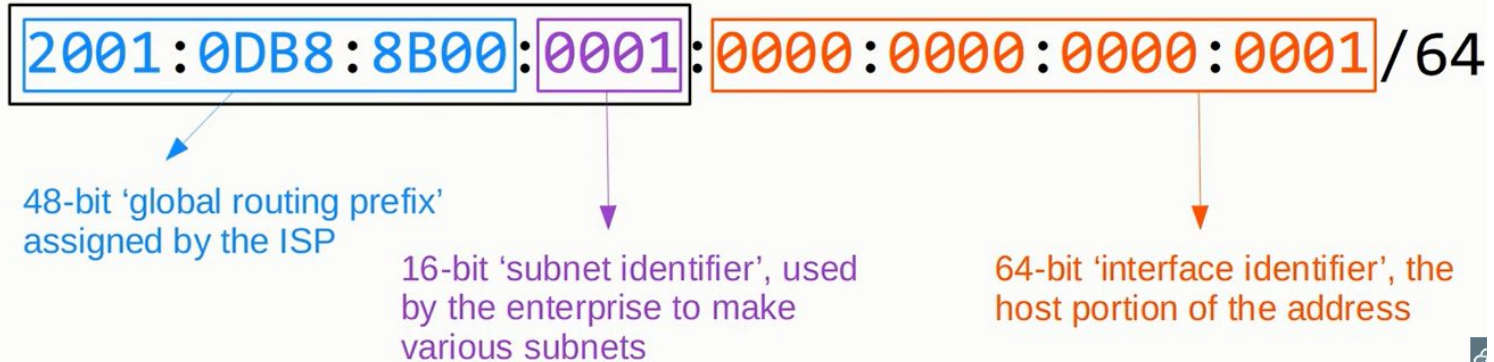 2001:0DB8:8B00:0001:0000:0000:0000:0001/64
48-bit ‘global routing prefix’
assigned by the ISP
16-bit ‘subnet identifier’, used
by the enterprise to make
various subnets
64-bit ‘interface identifier’, the
host portion of the address